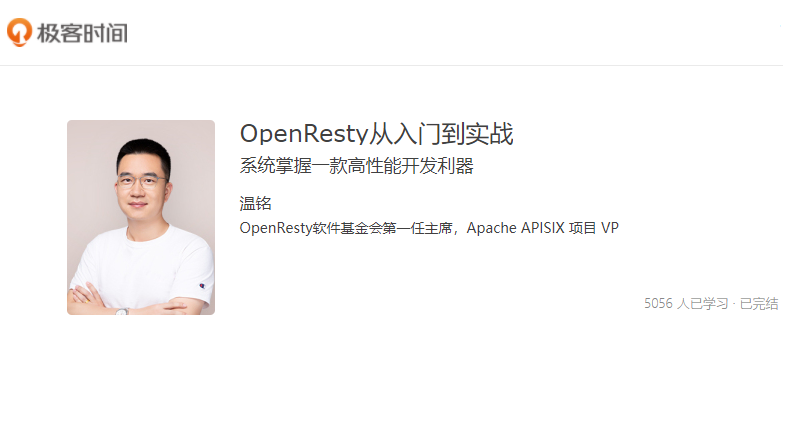 极客时间
OpenResty从入门到实战
系统掌握一款高性能开发利器
温铭
OpenResty软件基金会第一任主席，Apache APISIX 项目 VP
5056 人已学习 · 已完结